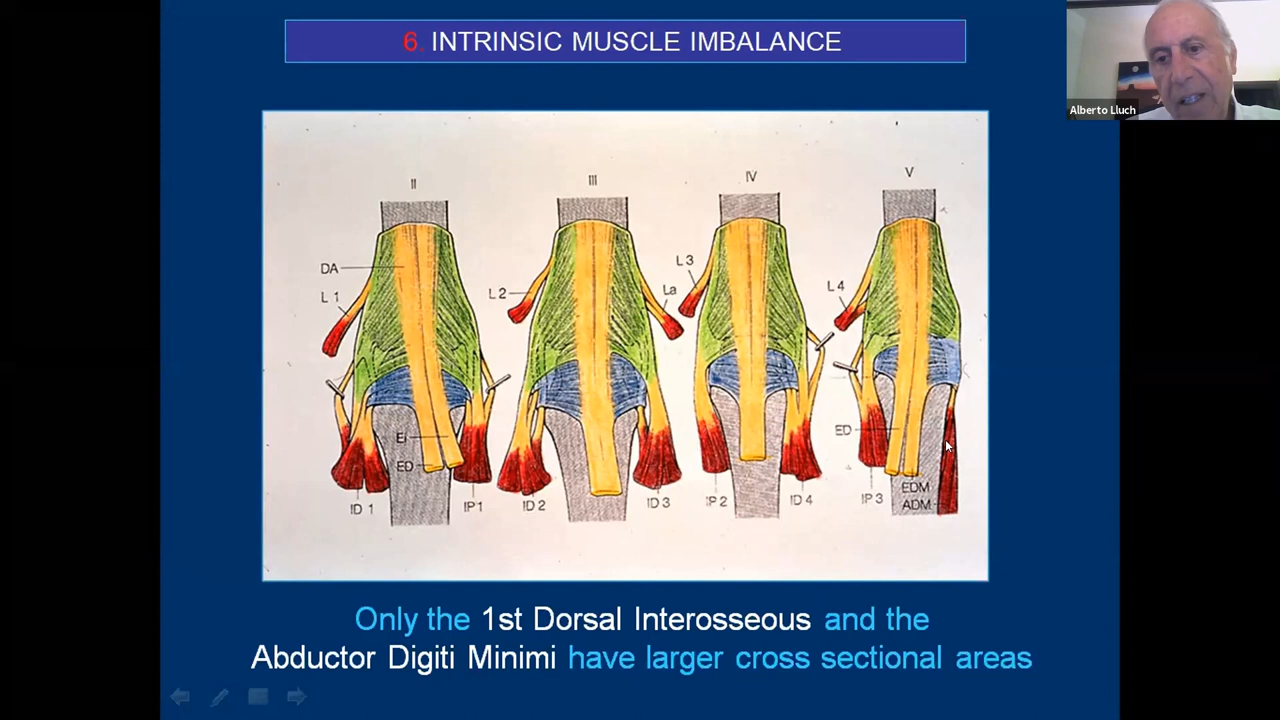 6. INTRINSIC MUSCLE IMBALANCE
Alberto Lluch
II
III
IV
V
DA
L 1
L 2
La
L 3
L 4
EI
ED
ED
EDM
ADM
ID 1
IP1
ID 2
ID 3
IP 2
ID 4
IP 3
Only the 1st Dorsal Interosseous and the
Abductor Digiti Minimi have larger cross sectional areas